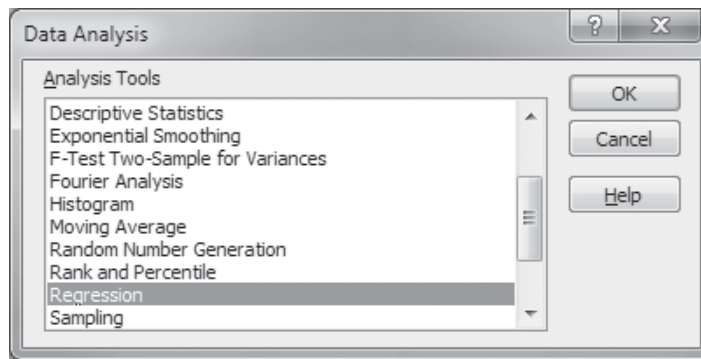 Data Analysis
?
X
Analysis Tools
Descriptive Statistics
Exponential Smoothing
F-Test Two-Sample for Variances
Fourier Analysis
Histogram
Moving Average
Random Number Generation
Rank and Percentile
Regression
Sampling
OK
Cancel
Help